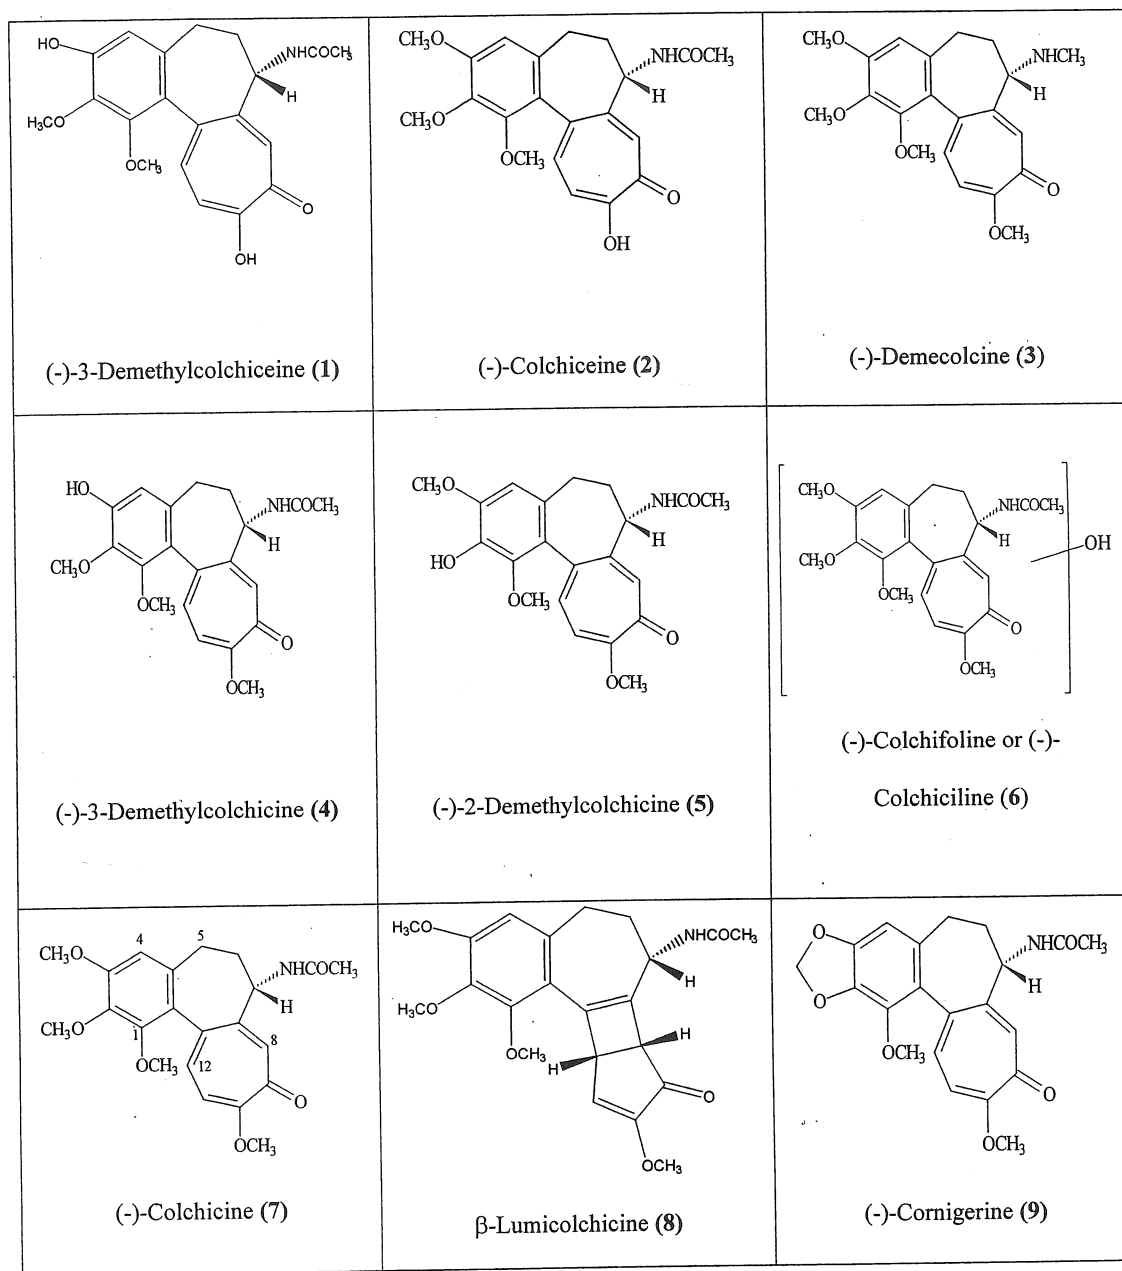 HO
NHCOCH3
H
H3CO
OCH3
O
OH
(-)-3-Demethylcolchiceine (1)
CH3O
NHCOCH3
H
CH3O
OCH3
O
OH
(-)-Colchiceine (2)
CH3O
NHCH3
H
CH3O
OCH3
O
OCH3
(-)-Demecolcine (3)
HO
NHCOCH3
H
CH3O
OCH3
O
OCH3
(-)-3-Demethylcolchicine (4)
CH3O
NHCOCH3
H
HO
OCH3
O
OCH3
(-)-2-Demethylcolchicine (5)
CH3O
NHCOCH3
OH
H
CH3O
OCH3
O
OCH3
(-)-Colchifoline or (-)-
Colchiciline (6)
4
5
CH3O
NHCOCH3
H
CH3O
1
8
OCH3
12
O
OCH3
(-)-Colchicine (7)
H3CO
NHCOCH3
H
H3CO
H
OCH3
H
O
OCH3
β-Lumicolchicine (8)
O
NHCOCH3
H
O
OCH3
O
OCH3
(-)-Cornigerine (9)